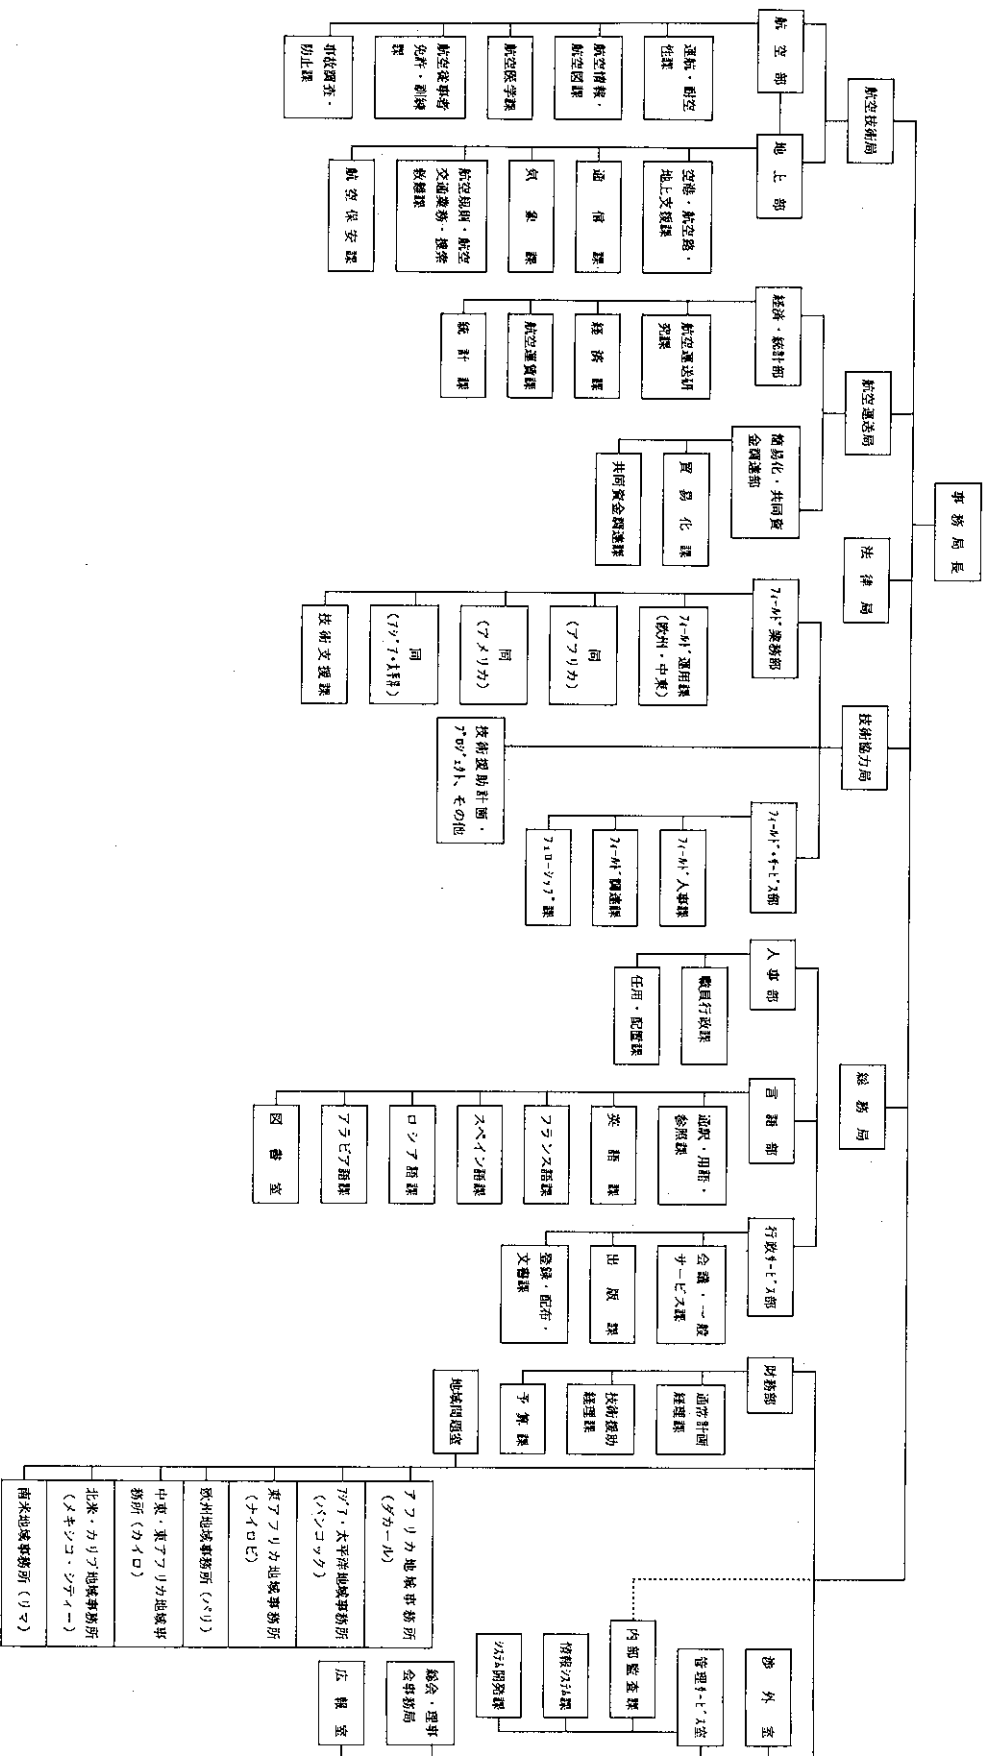 事務局長
航空技術局
航空部
運航・耐空
性課
航空情報・
航空図課
航空医学課
航空従事者
免許・訓練
課
事故調査・
防止課
地上部
空港・航空路・
地上支援課
通信課
気象課
航空規則・航空
交通業務・捜索
救難課
航空保安課
航空運送局
経済・統計部
航空運送研
究課
経済課
航空運賃課
統計課
簡易化・共同資
金調達部
貿易化課
共同資金調達課
法律局
技術協力局
フィールド業務部
フィールド運用課
(欧州・中東)
同
(アフリカ)
同
(アメリカ)
同
(アジア・太平洋)
技術支援課
技術援助計画・
プロジェクト、その他
フィールド・サービス部
フィールド人事課
フィールド調達課
フェローシップ課
総務局
人事部
職員行政課
任用・配置課
言語部
通訳・用語・
参照課
英語課
フランス語課
スペイン語課
ロシア語課
アラビア語課
図書室
行政サービス部
会議・一般
サービス課
出版課
登録・配布・
文書課
財務部
通常計画
経理課
技術援助
経理課
予算課
地域問題室
アフリカ地域事務所
(ダカール)
アジア・太平洋地域事務所
(バンコック)
東アフリカ地域事務所
(ナイロビ)
欧州地域事務所(パリ)
中東・東アフリカ地域事
務所(カイロ)
北米・カリブ地域事務所
(メキシコ・シティー)
南米地域事務所(リマ)
渉外室
管理サービス室
内部監査課
情報システム課
システム開発課
総会・理事
会事務局
広報室